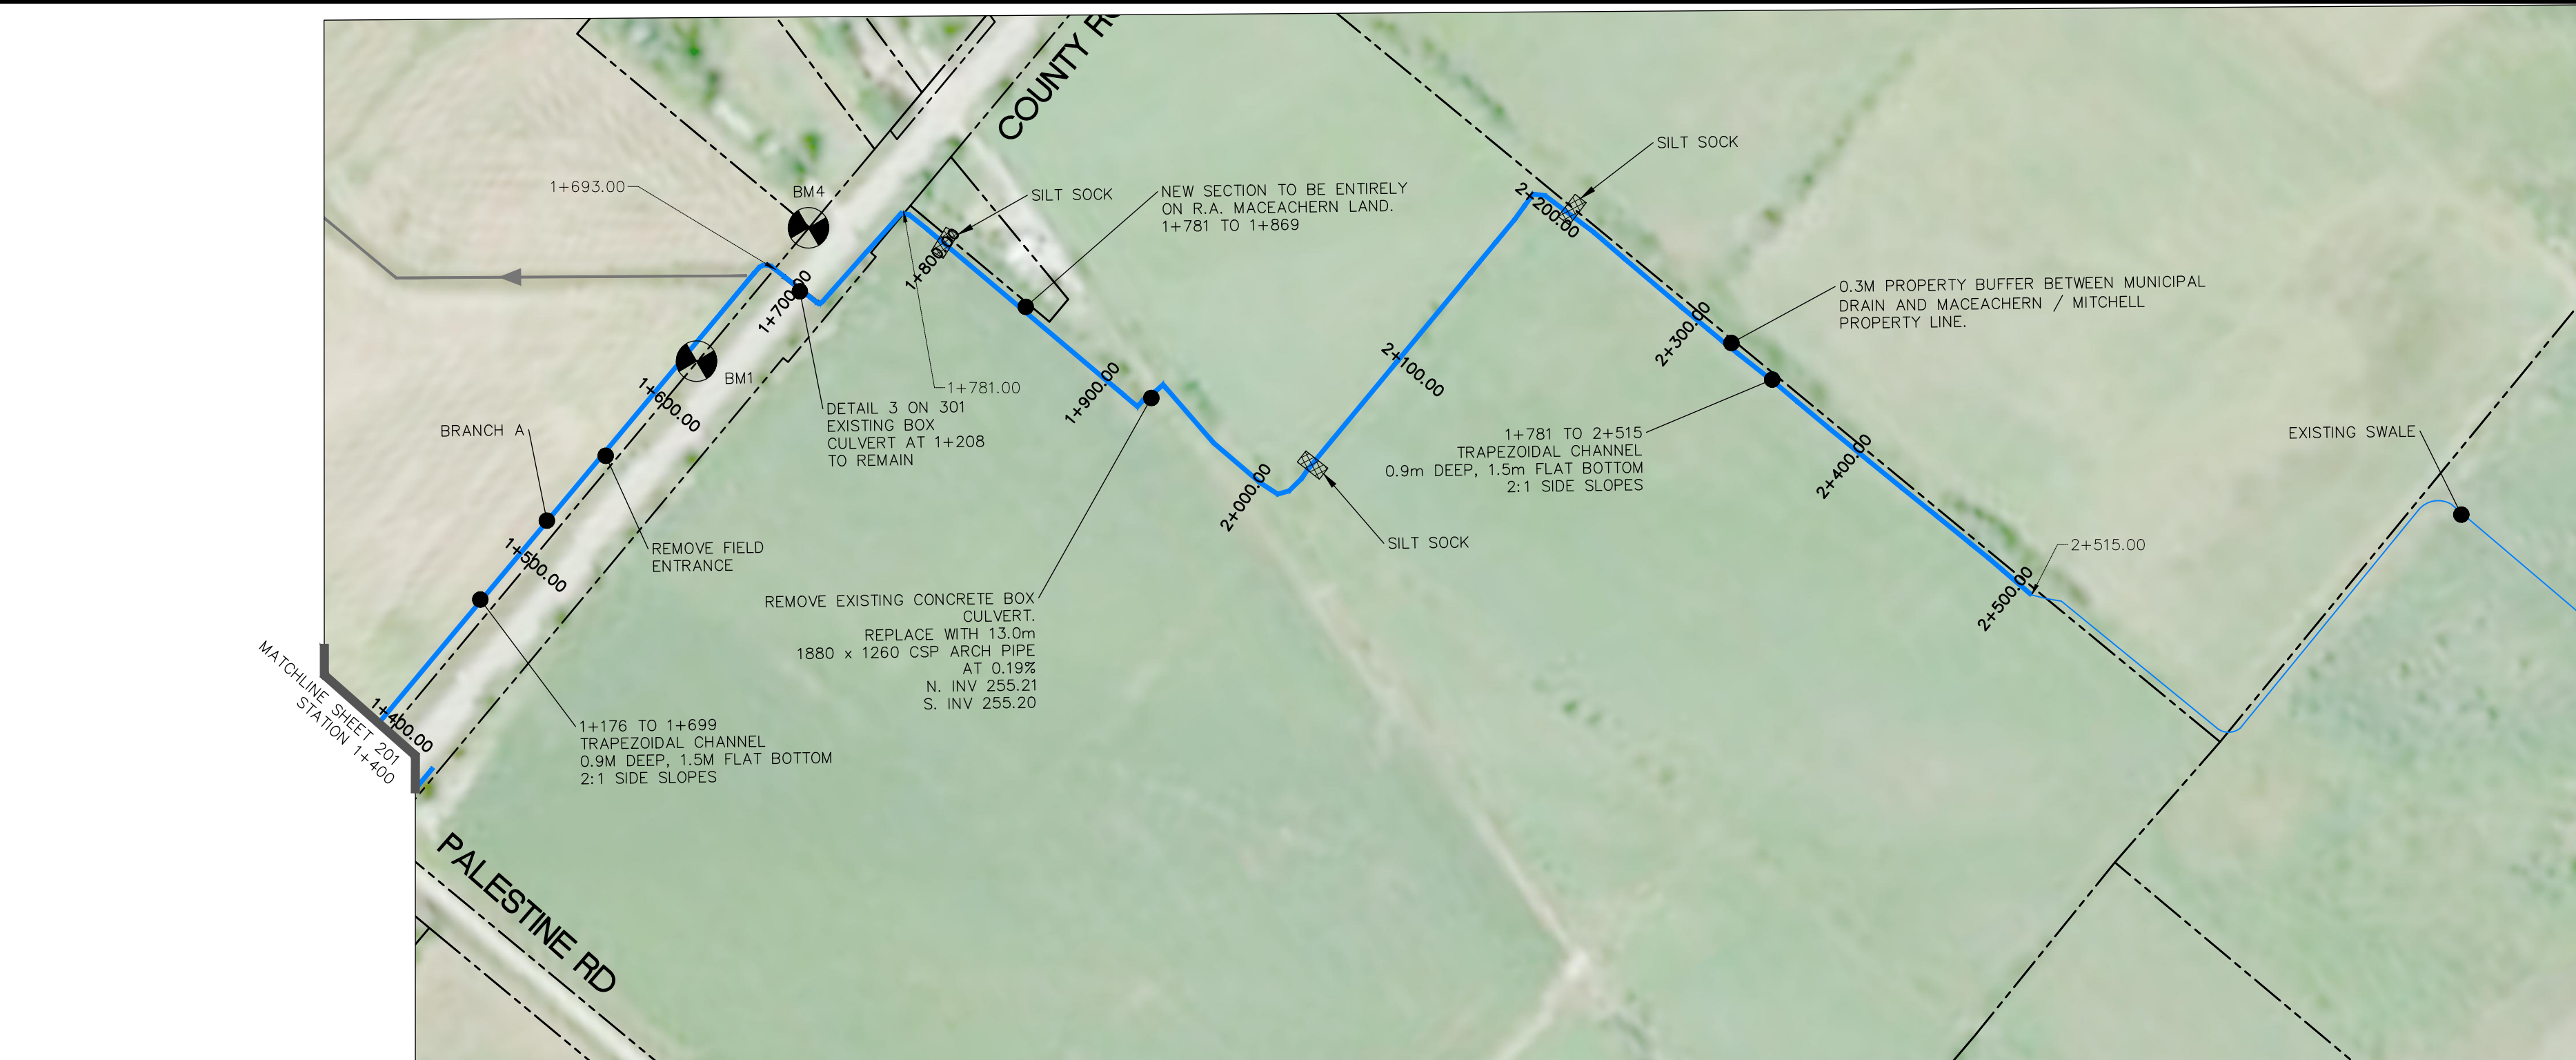 COUNTY
SILT SOCK
1+693.00
BM4
SILT SOCK
NEW SECTION TO BE ENTIRELY
ON R.A. MACEACHERN LAND.
1+781 TO 1+869
2+200.00
1+800.00
1+700.00
0.3M PROPERTY BUFFER BETWEEN MUNICIPAL
DRAIN AND MACEACHERN / MITCHELL
PROPERTY LINE.
2+300.00
BM1
1+781.00
2+100.00
1+900.00
1+600.00
DETAIL 3 ON 301
EXISTING BOX
CULVERT AT 1+208
TO REMAIN
BRANCH A
1+781 TO 2+515
TRAPEZOIDAL CHANNEL
0.9m DEEP, 1.5m FLAT BOTTOM
2:1 SIDE SLOPES
EXISTING SWALE
2+400.00
2+000.00
SILT SOCK
REMOVE FIELD
ENTRANCE
1+500.00
2+515.00
2+500.00
REMOVE EXISTING CONCRETE BOX
CULVERT.
REPLACE WITH 13.0m
1880 x 1260 CSP ARCH PIPE
AT 0.19%
N. INV 255.21
S. INV 255.20
MATCHLINE SHEET 201
STATION 1+400
1+400.00
1+176 TO 1+699
TRAPEZOIDAL CHANNEL
0.9M DEEP, 1.5M FLAT BOTTOM
2:1 SIDE SLOPES
PALESTINE RD